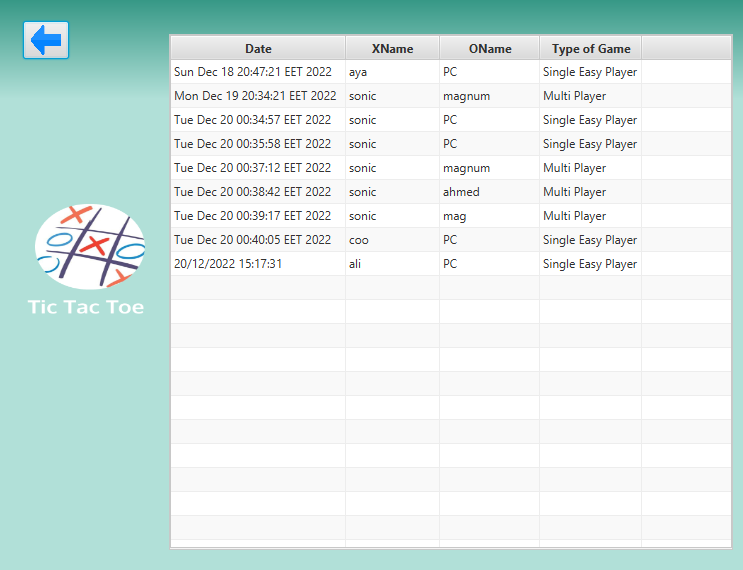 Date XName OName Type of Game
Sun Dec 18 20:47:21 EET 2022 aya PC Single Easy Player
Mon Dec 19 20:34:21 EET 2022 sonic magnum Multi Player
Tue Dec 20 00:34:57 EET 2022 sonic PC Single Easy Player
Tue Dec 20 00:35:58 EET 2022 sonic PC Single Easy Player
Tue Dec 20 00:37:12 EET 2022 sonic magnum Multi Player
Tue Dec 20 00:38:42 EET 2022 sonic ahmed Multi Player
Tue Dec 20 00:39:17 EET 2022 sonic mag Multi Player
Tue Dec 20 00:40:05 EET 2022 coo PC Single Easy Player
20/12/2022 15:17:31 ali PC Single Easy Player
Tic Tac Toe